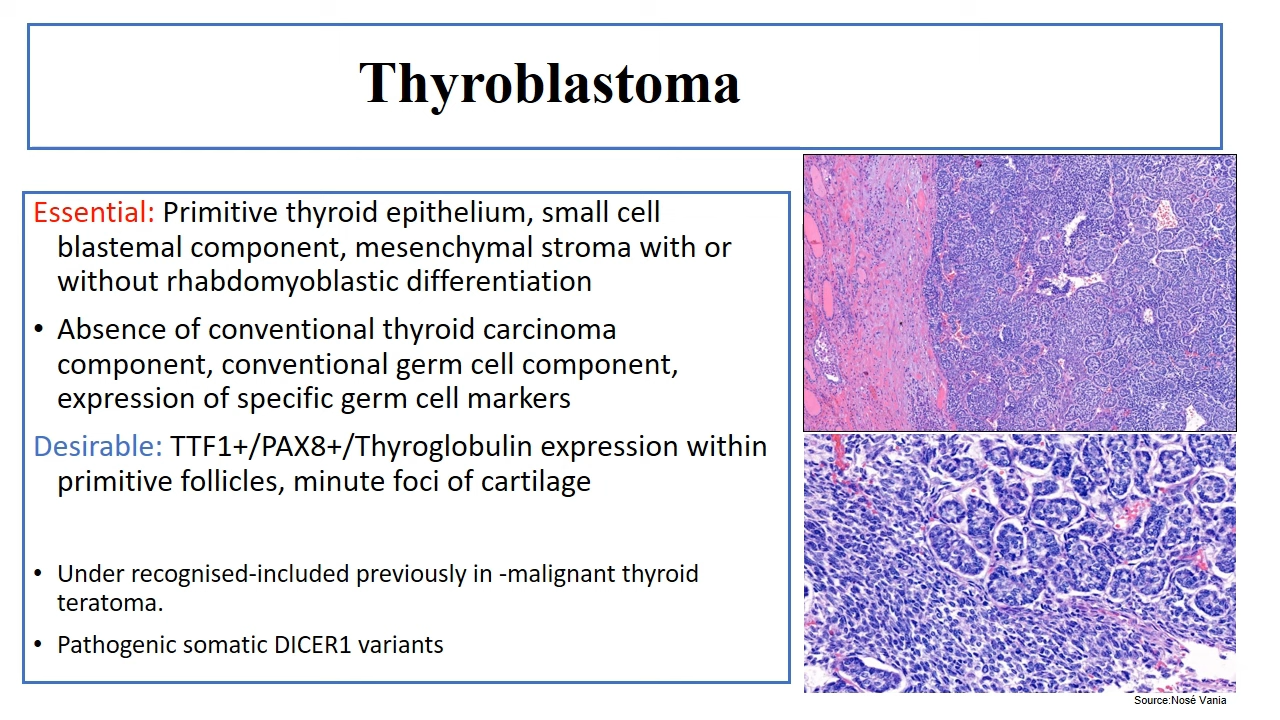 Thyroblastoma
Essential: Primitive thyroid epithelium, small cell
blastemal component, mesenchymal stroma with or
without rhabdomyoblastic differentiation
• Absence of conventional thyroid carcinoma
component, conventional germ cell component,
expression of specific germ cell markers
Desirable: TTF1+/PAX8+/Thyroglobulin expression within
primitive follicles, minute foci of cartilage
• Under recognised-included previously in -malignant thyroid
teratoma.
• Pathogenic somatic DICER1 variants
Source:Nosé Vania